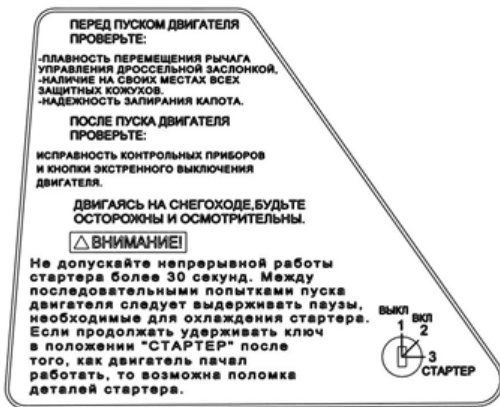 ПЕРЕД ПУСКОМ ДВИГАТЕЛЯ
ПРОВЕРЬТЕ:
-ПЛАВНОСТЬ ПЕРЕМЕЩЕНИЯ РЫЧАГА
УПРАВЛЕНИЯ ДРОССЕЛЬНОЙ ЗАСЛОНКОЙ,
-НАЛИЧИЕ НА СВОИХ МЕСТАХ ВСЕХ
ЗАЩИТНЫХ КОЖУХОВ.
-НАДЕЖНОСТЬ ЗАПИРАНИЯ КАПОТА.
ПОСЛЕ ПУСКА ДВИГАТЕЛЯ
ПРОВЕРЬТЕ:
ИСПРАВНОСТЬ КОНТРОЛЬНЫХ ПРИБОРОВ
И КНОПКИ ЭКСТРЕННОГО ВЫКЛЮЧЕНИЯ
ДВИГАТЕЛЯ.
ДВИГАЯСЬ НА СНЕГОХОДЕ,БУДЬТЕ
ОСТОРОЖНЫ И ОСМОТРИТЕЛЬНЫ.
⚠ ВНИМАНИЕ!
Не допускайте непрерывной работы
стартера более 30 секунд. Между
последовательными попытками пуска
двигателя следует выдерживать паузы,
необходимые для охлаждения стартера.
Если продолжать удерживать ключ
в положении "СТАРТЕР" после
того, как двигатель пачал
работать, то возможна поломка
деталей стартера.
ВЫКЛ ВКЛ
1 2
3
СТАРТЕР